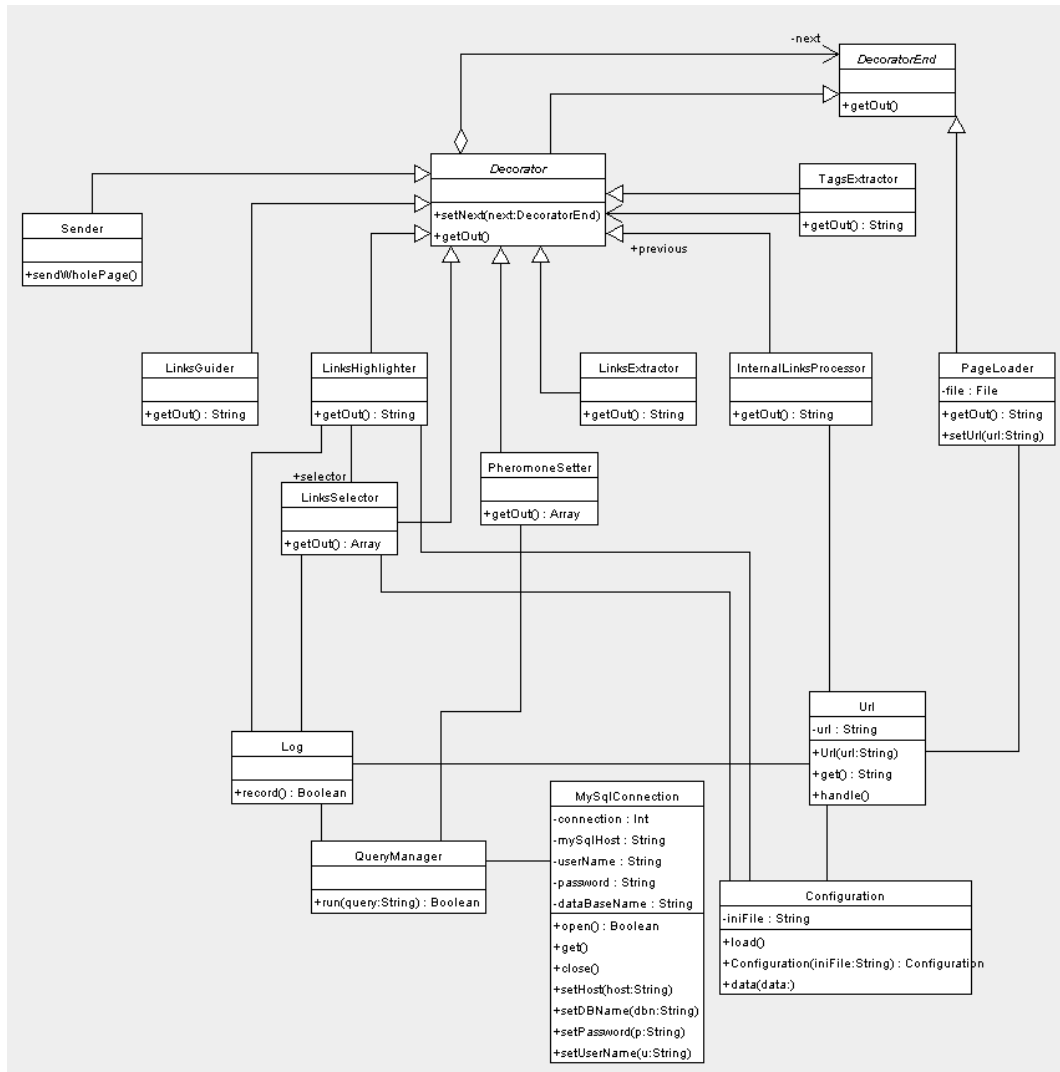 -next
DecoratorEnd
+getOut()
Decorator
+setNext(next:DecoratorEnd)
+getOut()
TagsExtractor
+getOut() : String
Sender
+sendWholePage()
+previous
LinksGuider
+getOut() : String
LinksHighlighter
+getOut() : String
LinksExtractor
+getOut() : String
InternalLinksProcessor
+getOut() : String
PageLoader
-file : File
+getOut() : String
+setUrl(url:String)
+selector
LinksSelector
+getOut() : Array
PheromoneSetter
+getOut() : Array
Url
-url : String
+Url(url:String)
+get() : String
+handle()
Log
+record() : Boolean
QueryManager
+run(query:String) : Boolean
MySqlConnection
-connection : Int
-mySqlHost : String
-userName : String
-password : String
-dataBaseName : String
+open() : Boolean
+get()
+close()
+setHost(host:String)
+setDBName(dbn:String)
+setPassword(p:String)
+setUserName(u:String)
Configuration
-iniFile : String
+load()
+Configuration(iniFile:String) : Configuration
+data(data:)